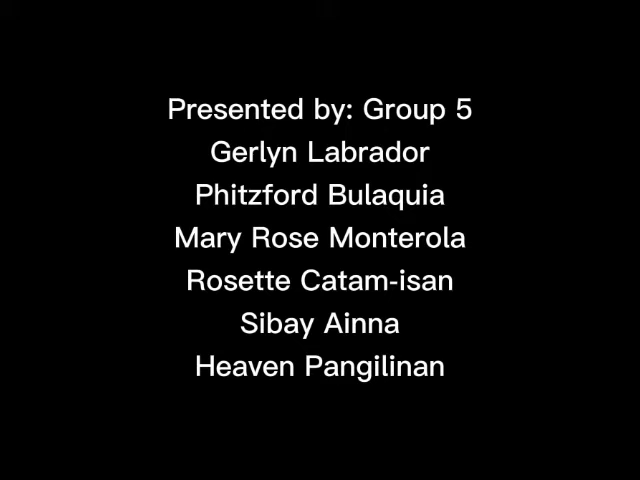 Presented by: Group 5
Gerlyn Labrador
Phitzford Bulaquia
Mary Rose Monterola
Rosette Catam-isan
Sibay Ainna
Heaven Pangilinan